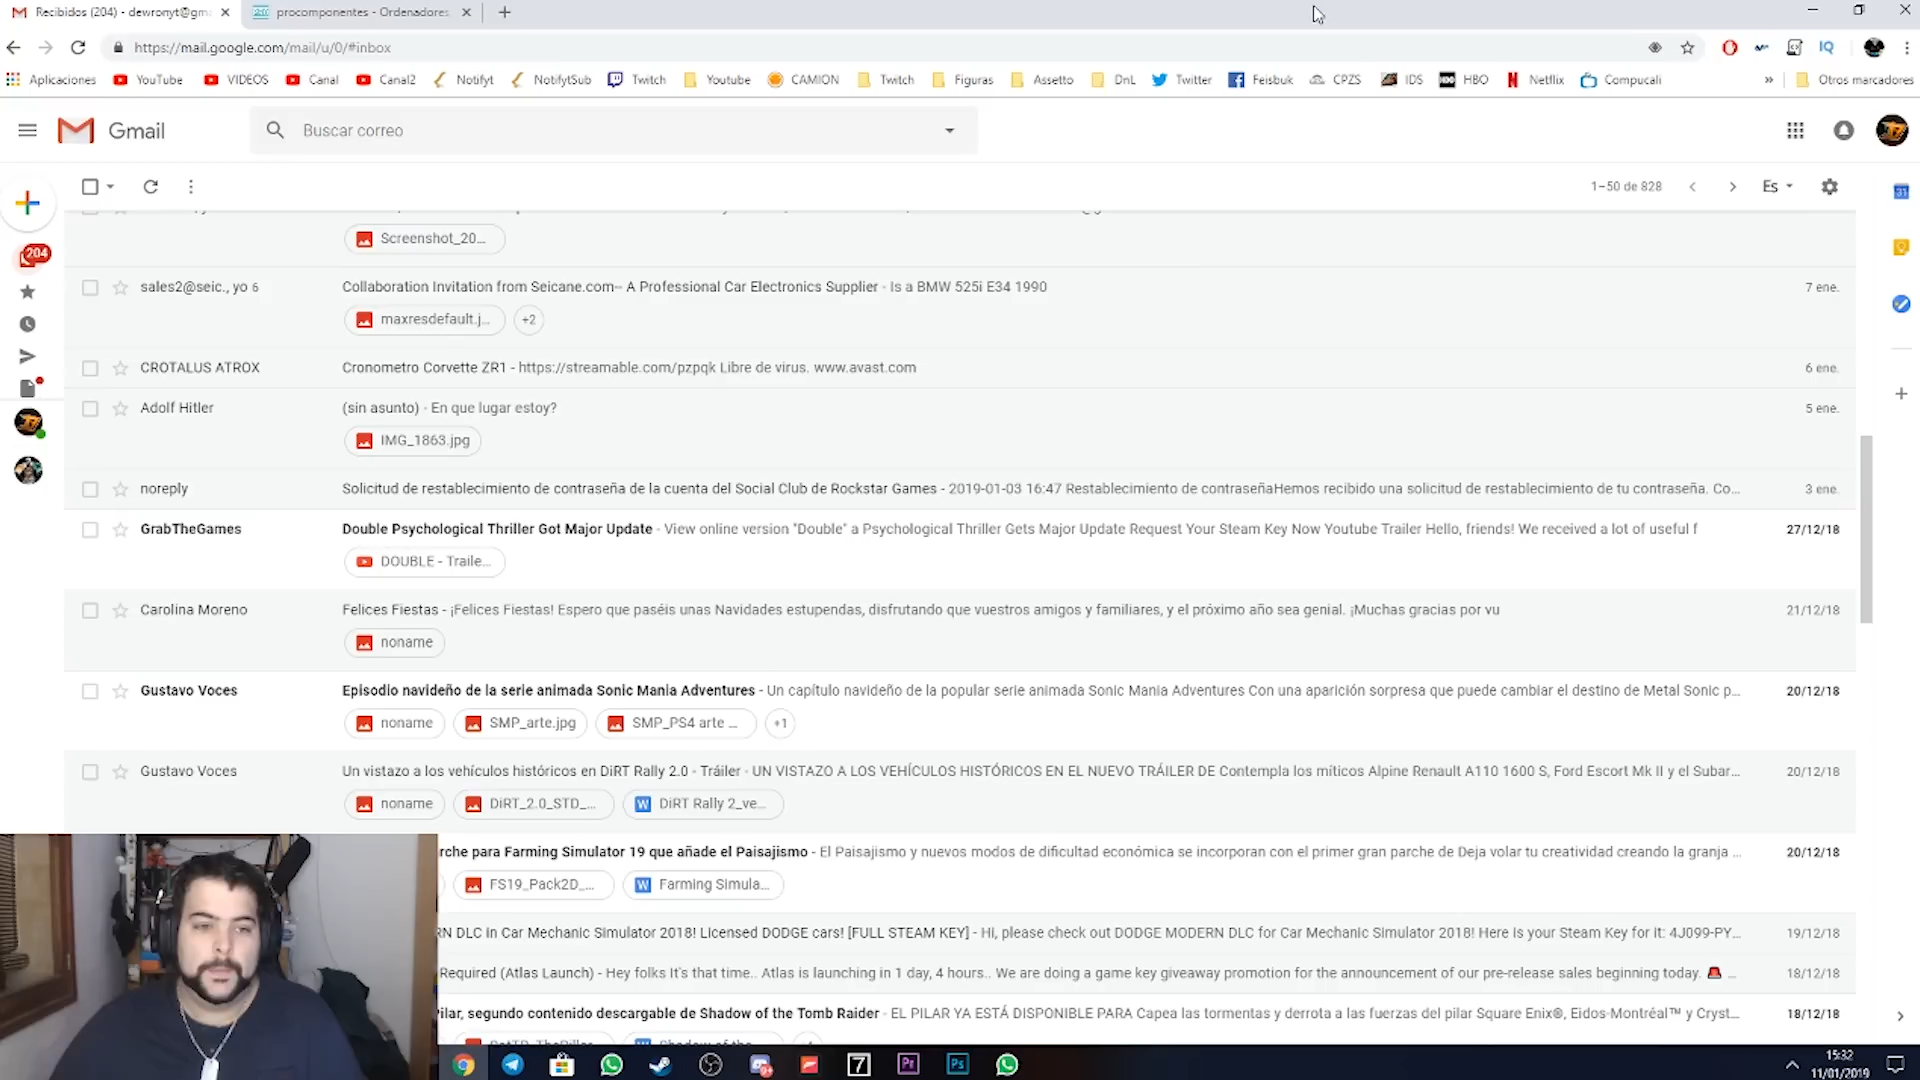 Recibidos (204) - dewronyt@gm
procomponentes - Ordenadores
https://mail.google.com/mail/u/0/#inbox
Aplicaciones YouTube VIDEOS Canal Canal2 Notifyt NotifytSub Twitch Youtube CAMION Twitch Figuras Assetto DnL Twitter Feisbuk CPZS IDS HBO Netflix Compucali » Otros marcadores
Gmail Buscar correo
1–50 de 828 Es
204
Screenshot_20...
sales2@seic., yo 6 Collaboration Invitation from Seicane.com-- A Professional Car Electronics Supplier - Is a BMW 525i E34 1990 7 ene.
maxresdefault.j... +2
CROTALUS ATROX Cronometro Corvette ZR1 - https://streamable.com/pzpqk Libre de virus. www.avast.com 6 ene.
Adolf Hitler (sin asunto) - En que lugar estoy? 5 ene.
IMG_1863.jpg
noreply Solicitud de restablecimiento de contraseña de la cuenta del Social Club de Rockstar Games - 2019-01-03 16:47 Restablecimiento de contraseñaHemos recibido una solicitud de restablecimiento de tu contraseña. Co... 3 ene.
GrabTheGames Double Psychological Thriller Got Major Update - View online version "Double" a Psychological Thriller Gets Major Update Request Your Steam Key Now Youtube Trailer Hello, friends! We received a lot of useful f 27/12/18
DOUBLE - Traile...
Carolina Moreno Felices Fiestas - ¡Felices Fiestas! Espero que paséis unas Navidades estupendas, disfrutando que vuestros amigos y familiares, y el próximo año sea genial. ¡Muchas gracias por vu 21/12/18
noname
Gustavo Voces Episodio navideño de la serie animada Sonic Mania Adventures - Un capítulo navideño de la popular serie animada Sonic Mania Adventures Con una aparición sorpresa que puede cambiar el destino de Metal Sonic p... 20/12/18
noname SMP_arte.jpg SMP_PS4 arte ... +1
Gustavo Voces Un vistazo a los vehículos históricos en DiRT Rally 2.0 - Tráiler - UN VISTAZO A LOS VEHÍCULOS HISTÓRICOS EN EL NUEVO TRÁILER DE Contempla los míticos Alpine Renault A110 1600 S, Ford Escort Mk II y el Subar... 20/12/18
noname DiRT_2.0_STD_... DiRT Rally 2_ve...
rche para Farming Simulator 19 que añade el Paisajismo - El Paisajismo y nuevos modos de dificultad económica se incorporan con el primer gran parche de Deja volar tu creatividad creando la granja ... 20/12/18
FS19_Pack2D_... Farming Simula...
RN DLC in Car Mechanic Simulator 2018! Licensed DODGE cars! [FULL STEAM KEY] - Hi, please check out DODGE MODERN DLC for Car Mechanic Simulator 2018! Here is your Steam Key for it: 4J099-PY... 19/12/18
Required (Atlas Launch) - Hey folks It's that time.. Atlas is launching in 1 day, 4 hours.. We are doing a game key giveaway promotion for the announcement of our pre-release sales beginning today. ... 18/12/18
ilar, segundo contenido descargable de Shadow of the Tomb Raider - EL PILAR YA ESTÁ DISPONIBLE PARA Capea las tormentas y derrota a las fuerzas del pilar Square Enix®, Eidos-Montréal™ y Cryst... 18/12/18
15:32
11/01/2019